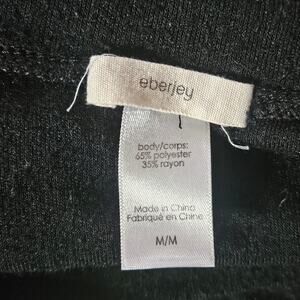 eberjey
body/corps:
65% polyester
35% rayon
Made in China
Fabriqué en Chine
M/M